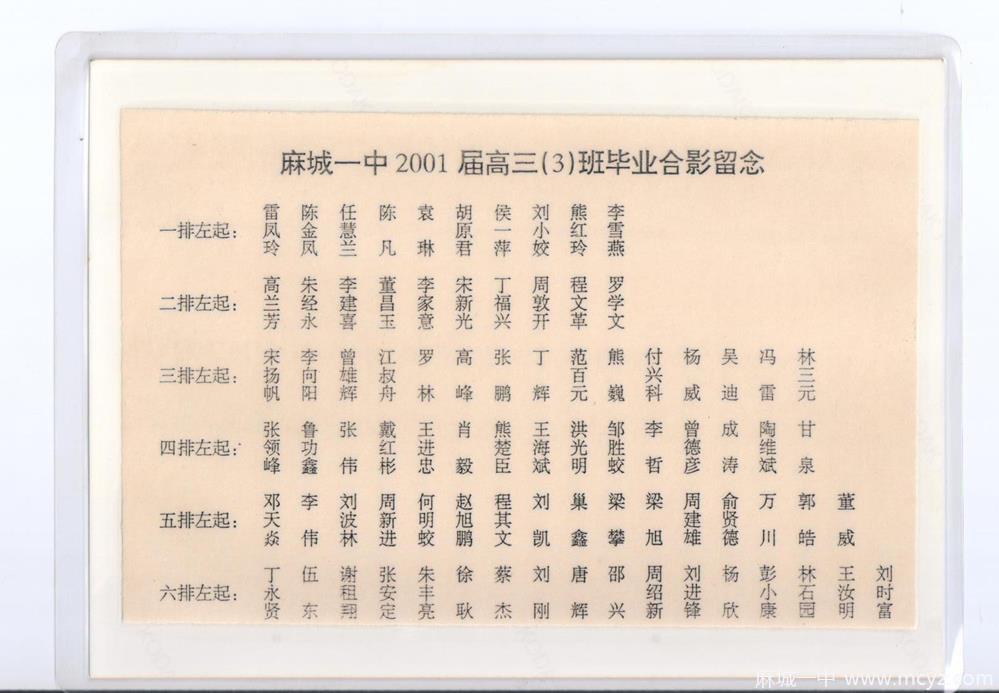 麻城一中 2001 届高三(3)班毕业合影留念
一排左起: 雷凤玲 陈金凤 任慧兰 陈凡 袁琳 胡原君 侯一萍 刘小姣 熊红玲 李雪燕
二排左起: 高兰芳 朱经永 李建喜 董昌玉 李家意 宋新光 丁福兴 周敦开 程文革 罗学文
三排左起: 宋扬帆 李向阳 曾雄辉 江叔舟 罗林 高峰 张鹏 丁辉 范百元 熊巍 付兴科 杨威 吴迪 冯雷 林三元
四排左起: 张领峰 鲁功鑫 张伟 戴红彬 王进忠 肖毅 熊楚臣 王海斌 洪光明 邹胜蛟 李哲 曾德彦 成涛 陶维斌 甘泉
五排左起: 邓天焱 李伟 刘波林 周新进 何明蛟 赵旭鹏 程其文 刘凯 巢鑫 梁攀 梁旭 周建雄 俞贤德 万川 郭皓 董威
六排左起: 丁永贤 伍东 谢祖翔 张安定 朱丰亮 徐耿 蔡杰 刘刚 唐辉 邵兴 周绍新 刘进锋 杨欣 彭小康 林石园 王汝明 刘时富
麻城一中 www.mcyz.com